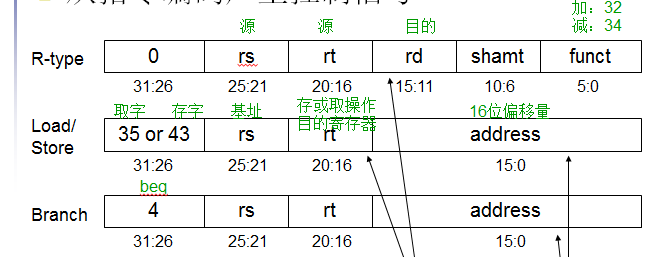 加：32
源 源 目的 减：34
R-type 0 rs rt rd shamt funct
31:26 25:21 20:16 15:11 10:6 5:0
取字 存字 基址 存或取操作 16位偏移量
目的寄存器
Load/
Store 35 or 43 rs rt address
31:26 25:21 20:16 15:0
beq
Branch 4 rs rt address
31:26 25:21 20:16 15:0